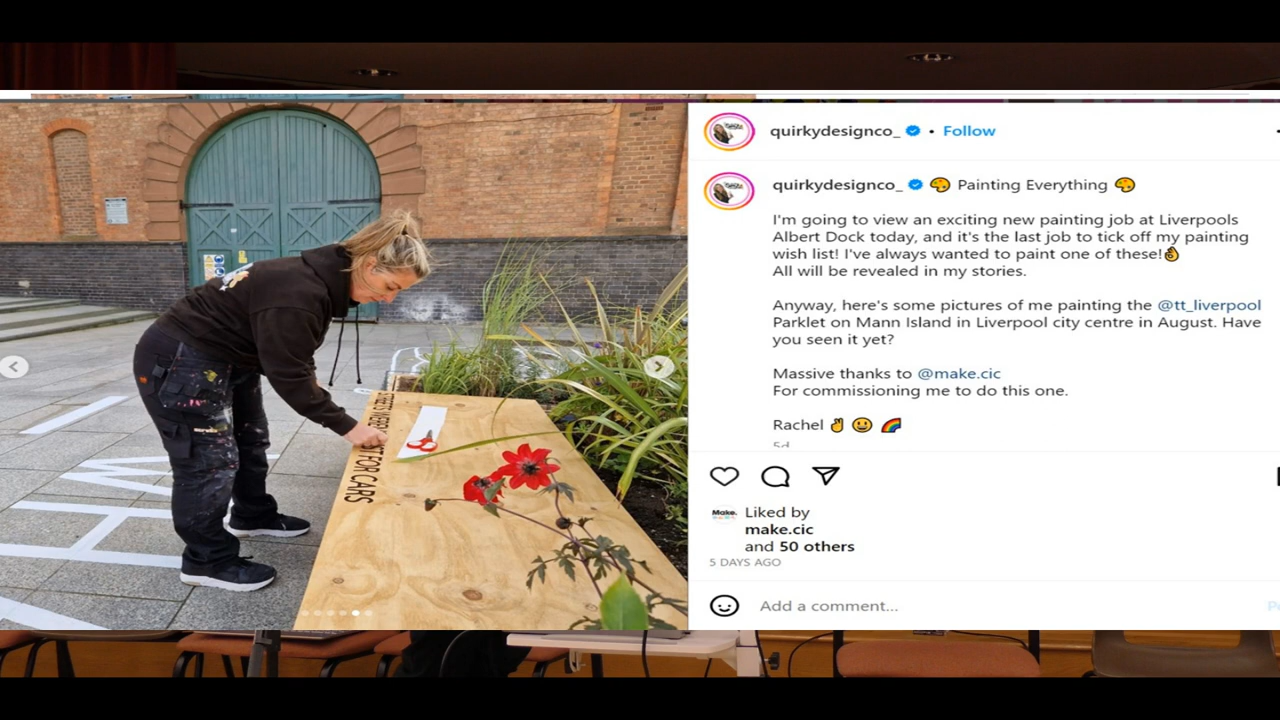 quirkydesignco_ • Follow
quirkydesignco_ 🎨 Painting Everything 🎨
I'm going to view an exciting new painting job at Liverpools
Albert Dock today, and it's the last job to tick off my painting
wish list! I've always wanted to paint one of these!👌
All will be revealed in my stories.
Anyway, here's some pictures of me painting the @tt_liverpool
Parklet on Mann Island in Liverpool city centre in August. Have
you seen it yet?
Massive thanks to @make.cic
For commissioning me to do this one.
Rachel ✌😀🌈
5d
Liked by
make.cic
and 50 others
5 DAYS AGO
Add a comment...
Make.
FOR CARS